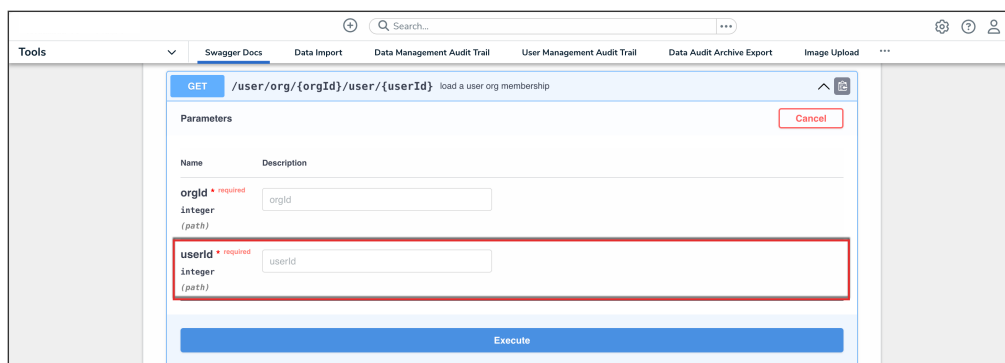 Search...
Tools
Swagger Docs Data Import Data Management Audit Trail User Management Audit Trail Data Audit Archive Export Image Upload
GET /user/org/{orgId}/user/{userId} load a user org membership
Parameters Cancel
Name Description
orgId * required
integer
(path)
orgId
userId * required
integer
(path)
userId
Execute